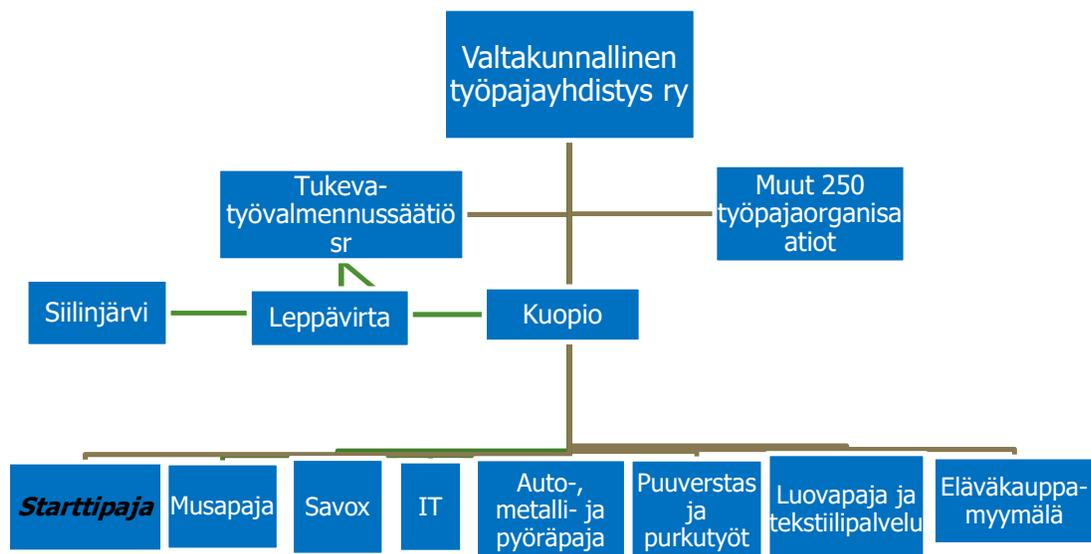 Valtakunnallinen
työpajayhdistys ry
Tukeva-
työvalmennussäätiö
sr
Muut 250
työpajaorganisa
atiot
Siilinjärvi
Leppävirta
Kuopio
Starttipaja
Musapaja
Savox
IT
Auto-,
metalli- ja
pyöräpaja
Puuverstas
ja
purkutyöt
Luovapaja ja
tekstiilipalvelu
Eläväkauppa-
myymälä